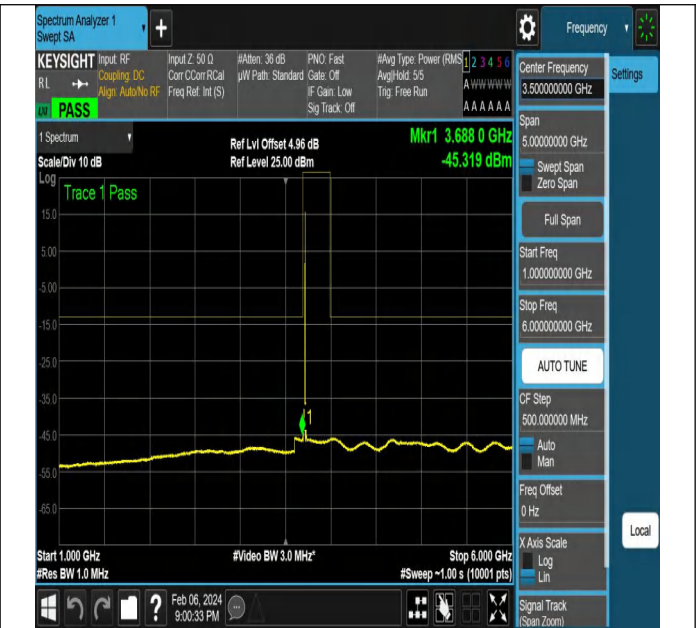 Spectrum Analyzer 1
Swept SA
Frequency
KEYSIGHT
Input: RF
Coupling: DC
Align: Auto/No RF
Input Z: 50 Ω
Corr CCorr RCal
Freq Ref: Int (S)
#Atten: 36 dB
µW Path: Standard
PNO: Fast
Gate: Off
IF Gain: Low
Sig Track: Off
#Avg Type: Power (RMS
Avg|Hold: 5/5
Trig: Free Run
1 2 3 4 5 6
A W W W W W
A A A A A A
RL
PASS
1 Spectrum
Scale/Div 10 dB
Ref Lvl Offset 4.96 dB
Ref Level 25.00 dBm
Mkr1 3.688 0 GHz
-45.319 dBm
Log
Trace 1 Pass
15.0
5.00
-5.00
-15.0
-25.0
-35.0
-45.0
-55.0
-65.0
1
Start 1.000 GHz
#Res BW 1.0 MHz
#Video BW 3.0 MHz*
Stop 6.000 GHz
#Sweep ~1.00 s (10001 pts)
Feb 06, 2024
9:00:33 PM
Center Frequency
3.500000000 GHz
Settings
Span
5.00000000 GHz
Swept Span
Zero Span
Full Span
Start Freq
1.000000000 GHz
Stop Freq
6.000000000 GHz
AUTO TUNE
CF Step
500.000000 MHz
Auto
Man
Freq Offset
0 Hz
Local
X Axis Scale
Log
Lin
Signal Track
(Span Zoom)